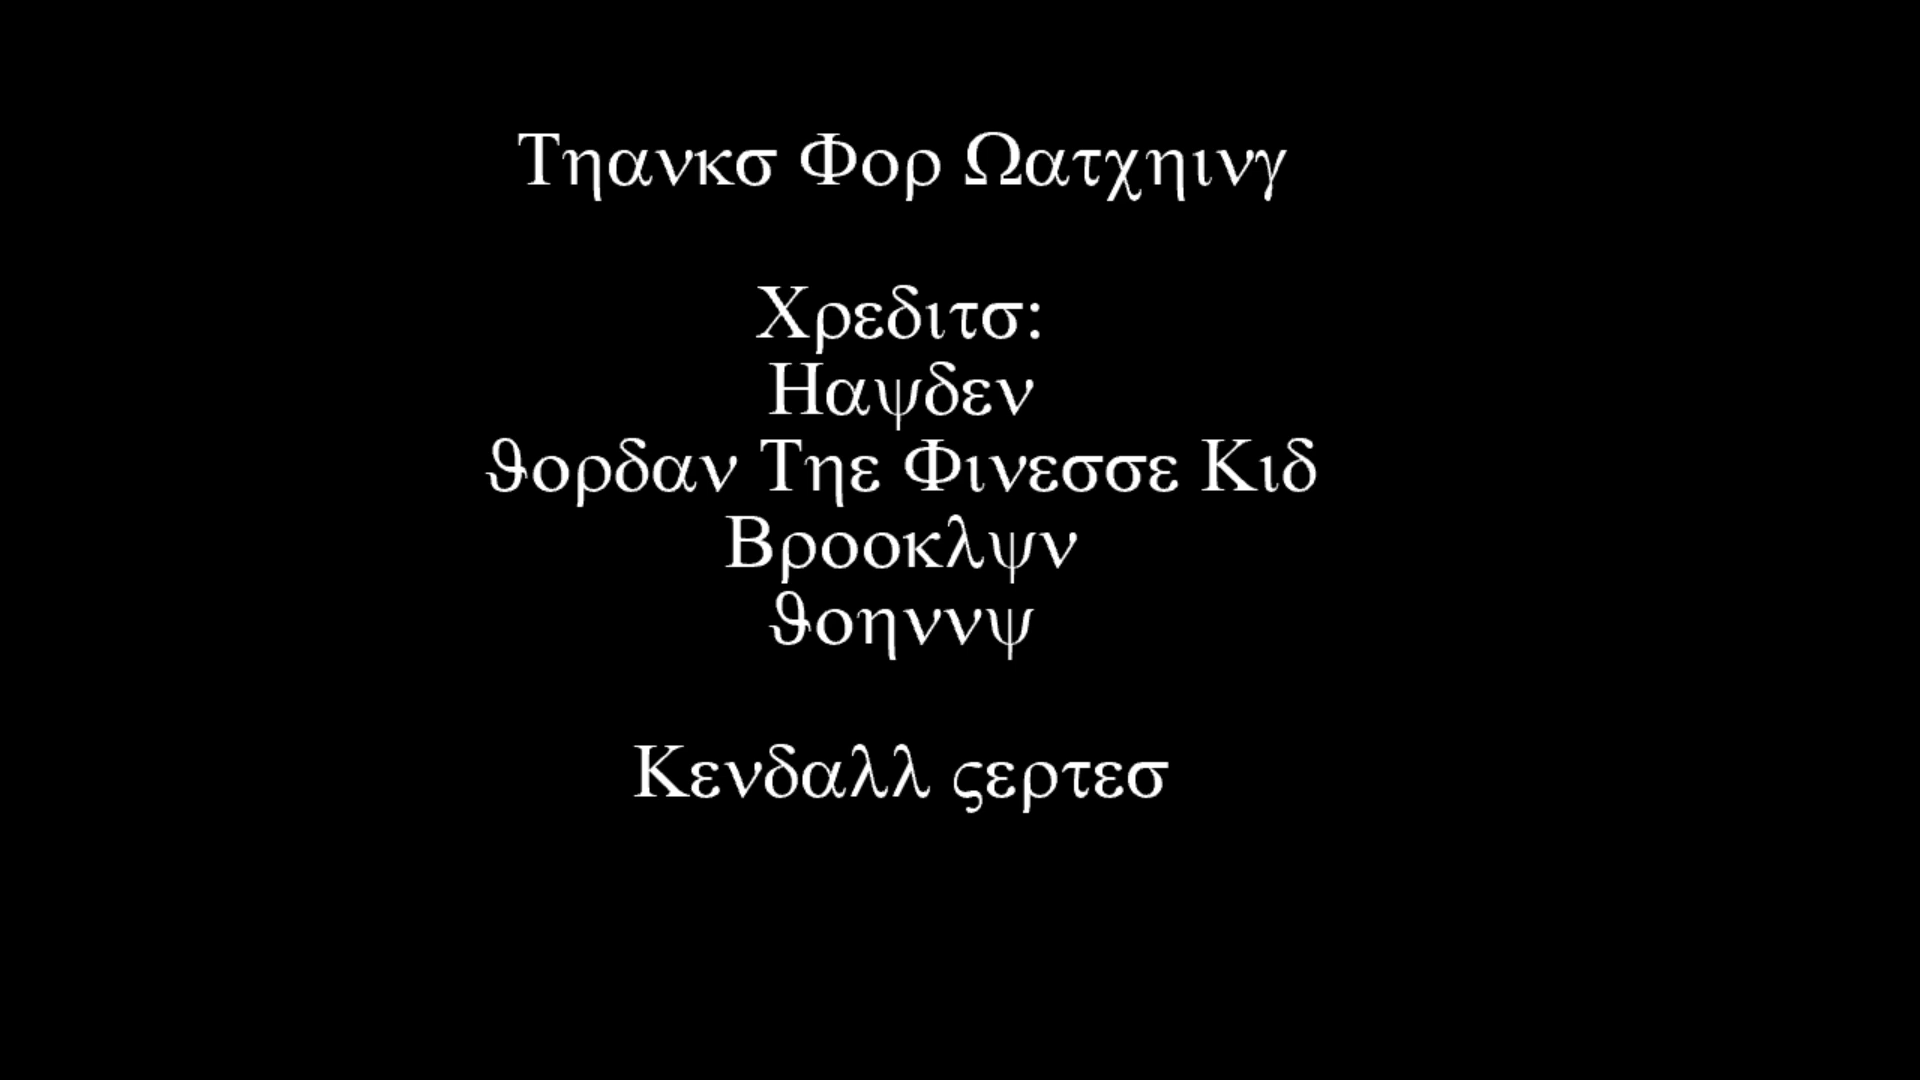 Τηανκσ Φορ Ωατχηινγ
Χρεδιτσ:
Ηαψδεν
ϑορδαν Τηε Φινεσσε Κιδ
Βροοκλψν
ϑοηννψ
Κενδαλλ ςερτεσ